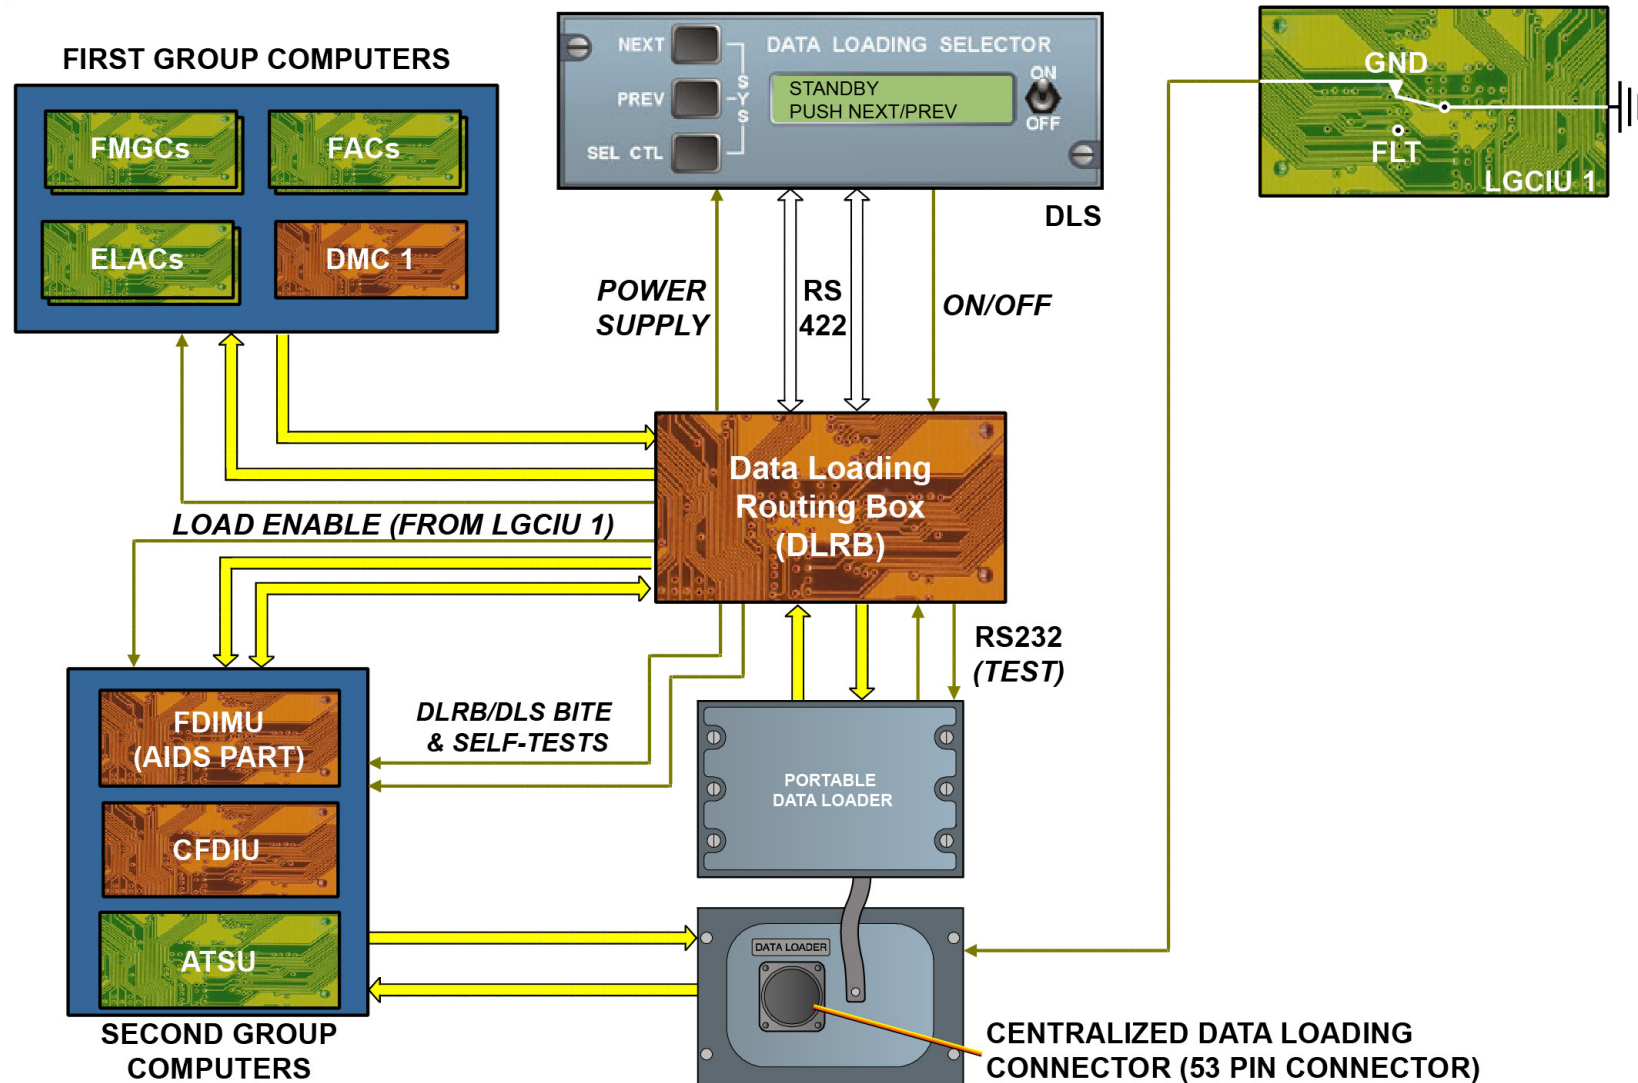 FIRST GROUP COMPUTERS
FMGCs
FACs
ELACs
DMC 1
NEXT
PREV
SEL CTL
S
Y
S
DATA LOADING SELECTOR
STANDBY
PUSH NEXT/PREV
ON
OFF
DLS
GND
FLT
LGCIU 1
POWER
SUPPLY
RS
422
ON/OFF
Data Loading
Routing Box
(DLRB)
LOAD ENABLE (FROM LGCIU 1)
RS232
(TEST)
DLRB/DLS BITE
& SELF-TESTS
FDIMU
(AIDS PART)
CFDIU
ATSU
SECOND GROUP
COMPUTERS
PORTABLE
DATA LOADER
DATA LOADER
CENTRALIZED DATA LOADING
CONNECTOR (53 PIN CONNECTOR)